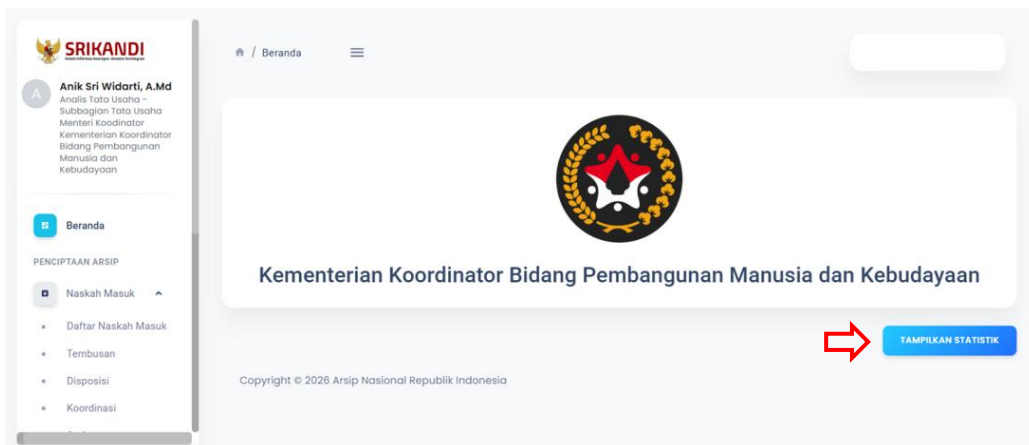 SRIKANDI
Anik Sri Widarti, A.Md
A
Analis Tata Usaha -
Subbagian Tata Usaha
Menteri Koodinator
Kementerian Koordinator
Bidang Pembangunan
Manusia dan
Kebudayaan
Beranda
PENCIPTAAN ARSIP
Naskah Masuk
Daftar Naskah Masuk
Tembusan
Disposisi
Koordinasi
/ Beranda
Kementerian Koordinator Bidang Pembangunan Manusia dan Kebudayaan
TAMPILKAN STATISTIK
Copyright © 2026 Arsip Nasional Republik Indonesia